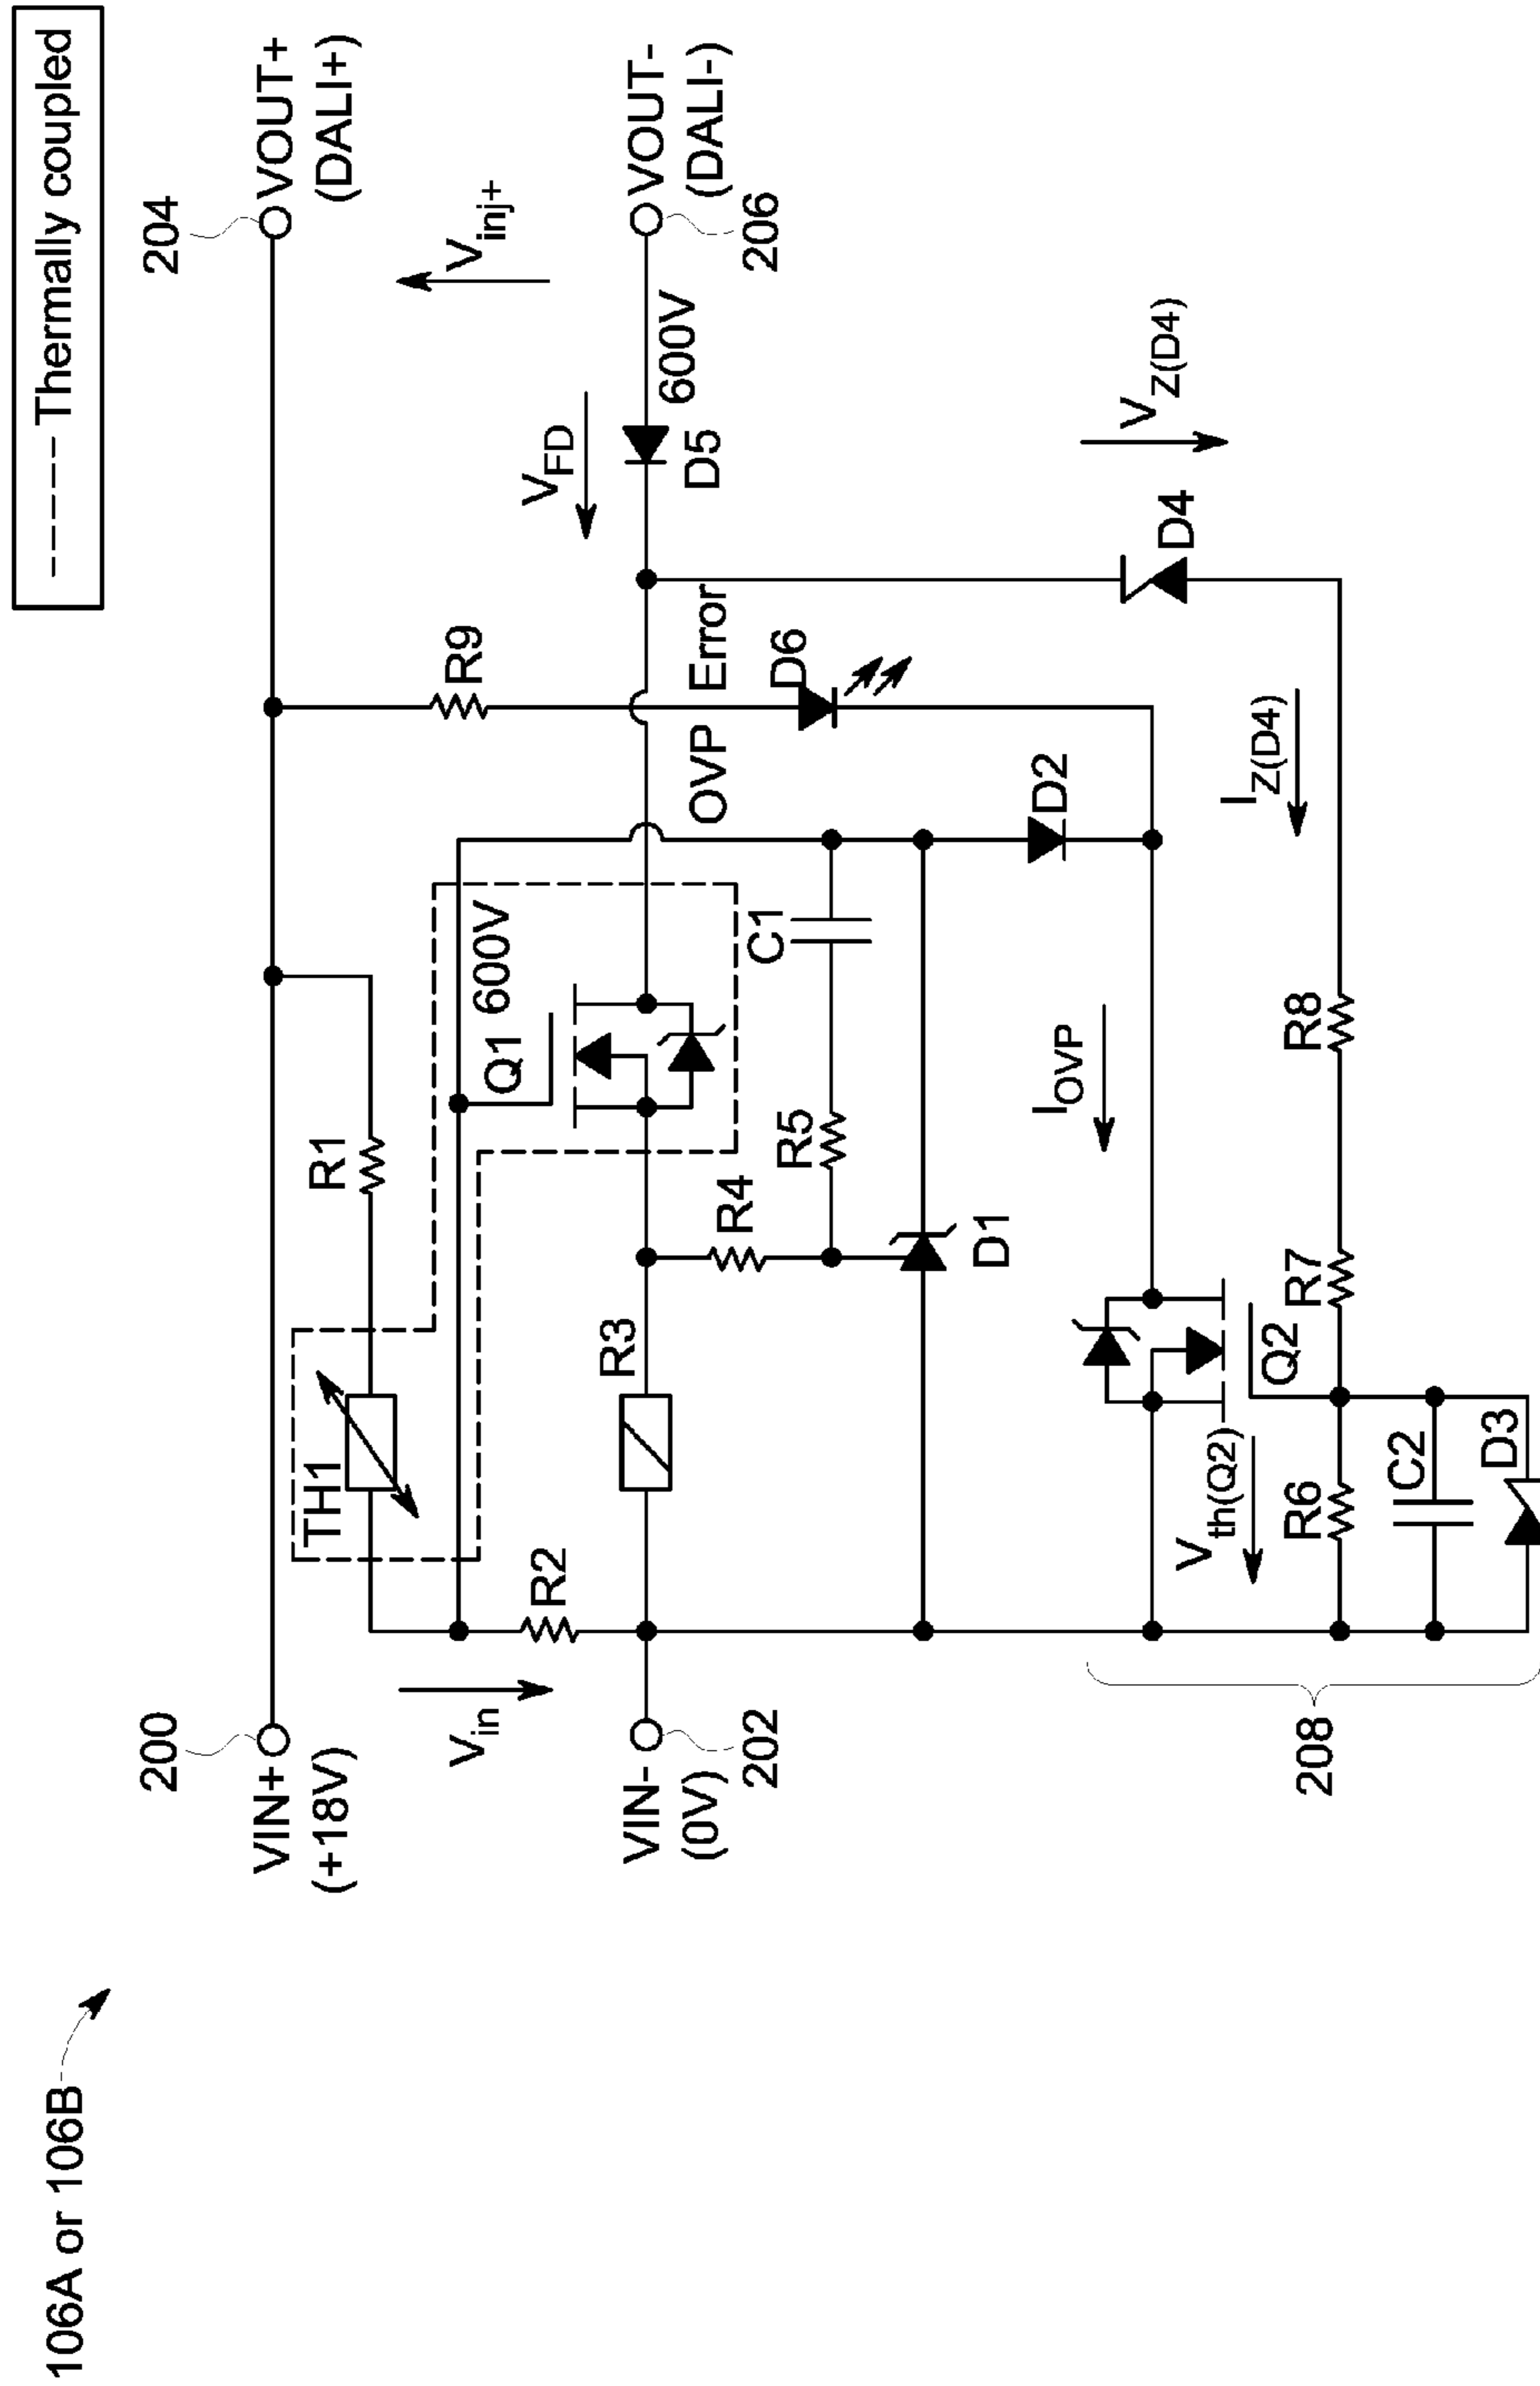 106A or 106B
Thermally coupled
200
VIN+
(+18V)
Vin
VIN-
(0V)
202
204
VOUT+
(DALI+)
Vinj+
VOUT-
(DALI-)
206
TH1
R1
R2
R3
Q1 600V
R4
R5
C1
D1
R9
OVP Error
D6
D2
VFD
D5
600V
D4
VZ(D4)
IOVP
IZ(D4)
Vth(Q2)
Q2
R6
R7
R8
C2
D3
208